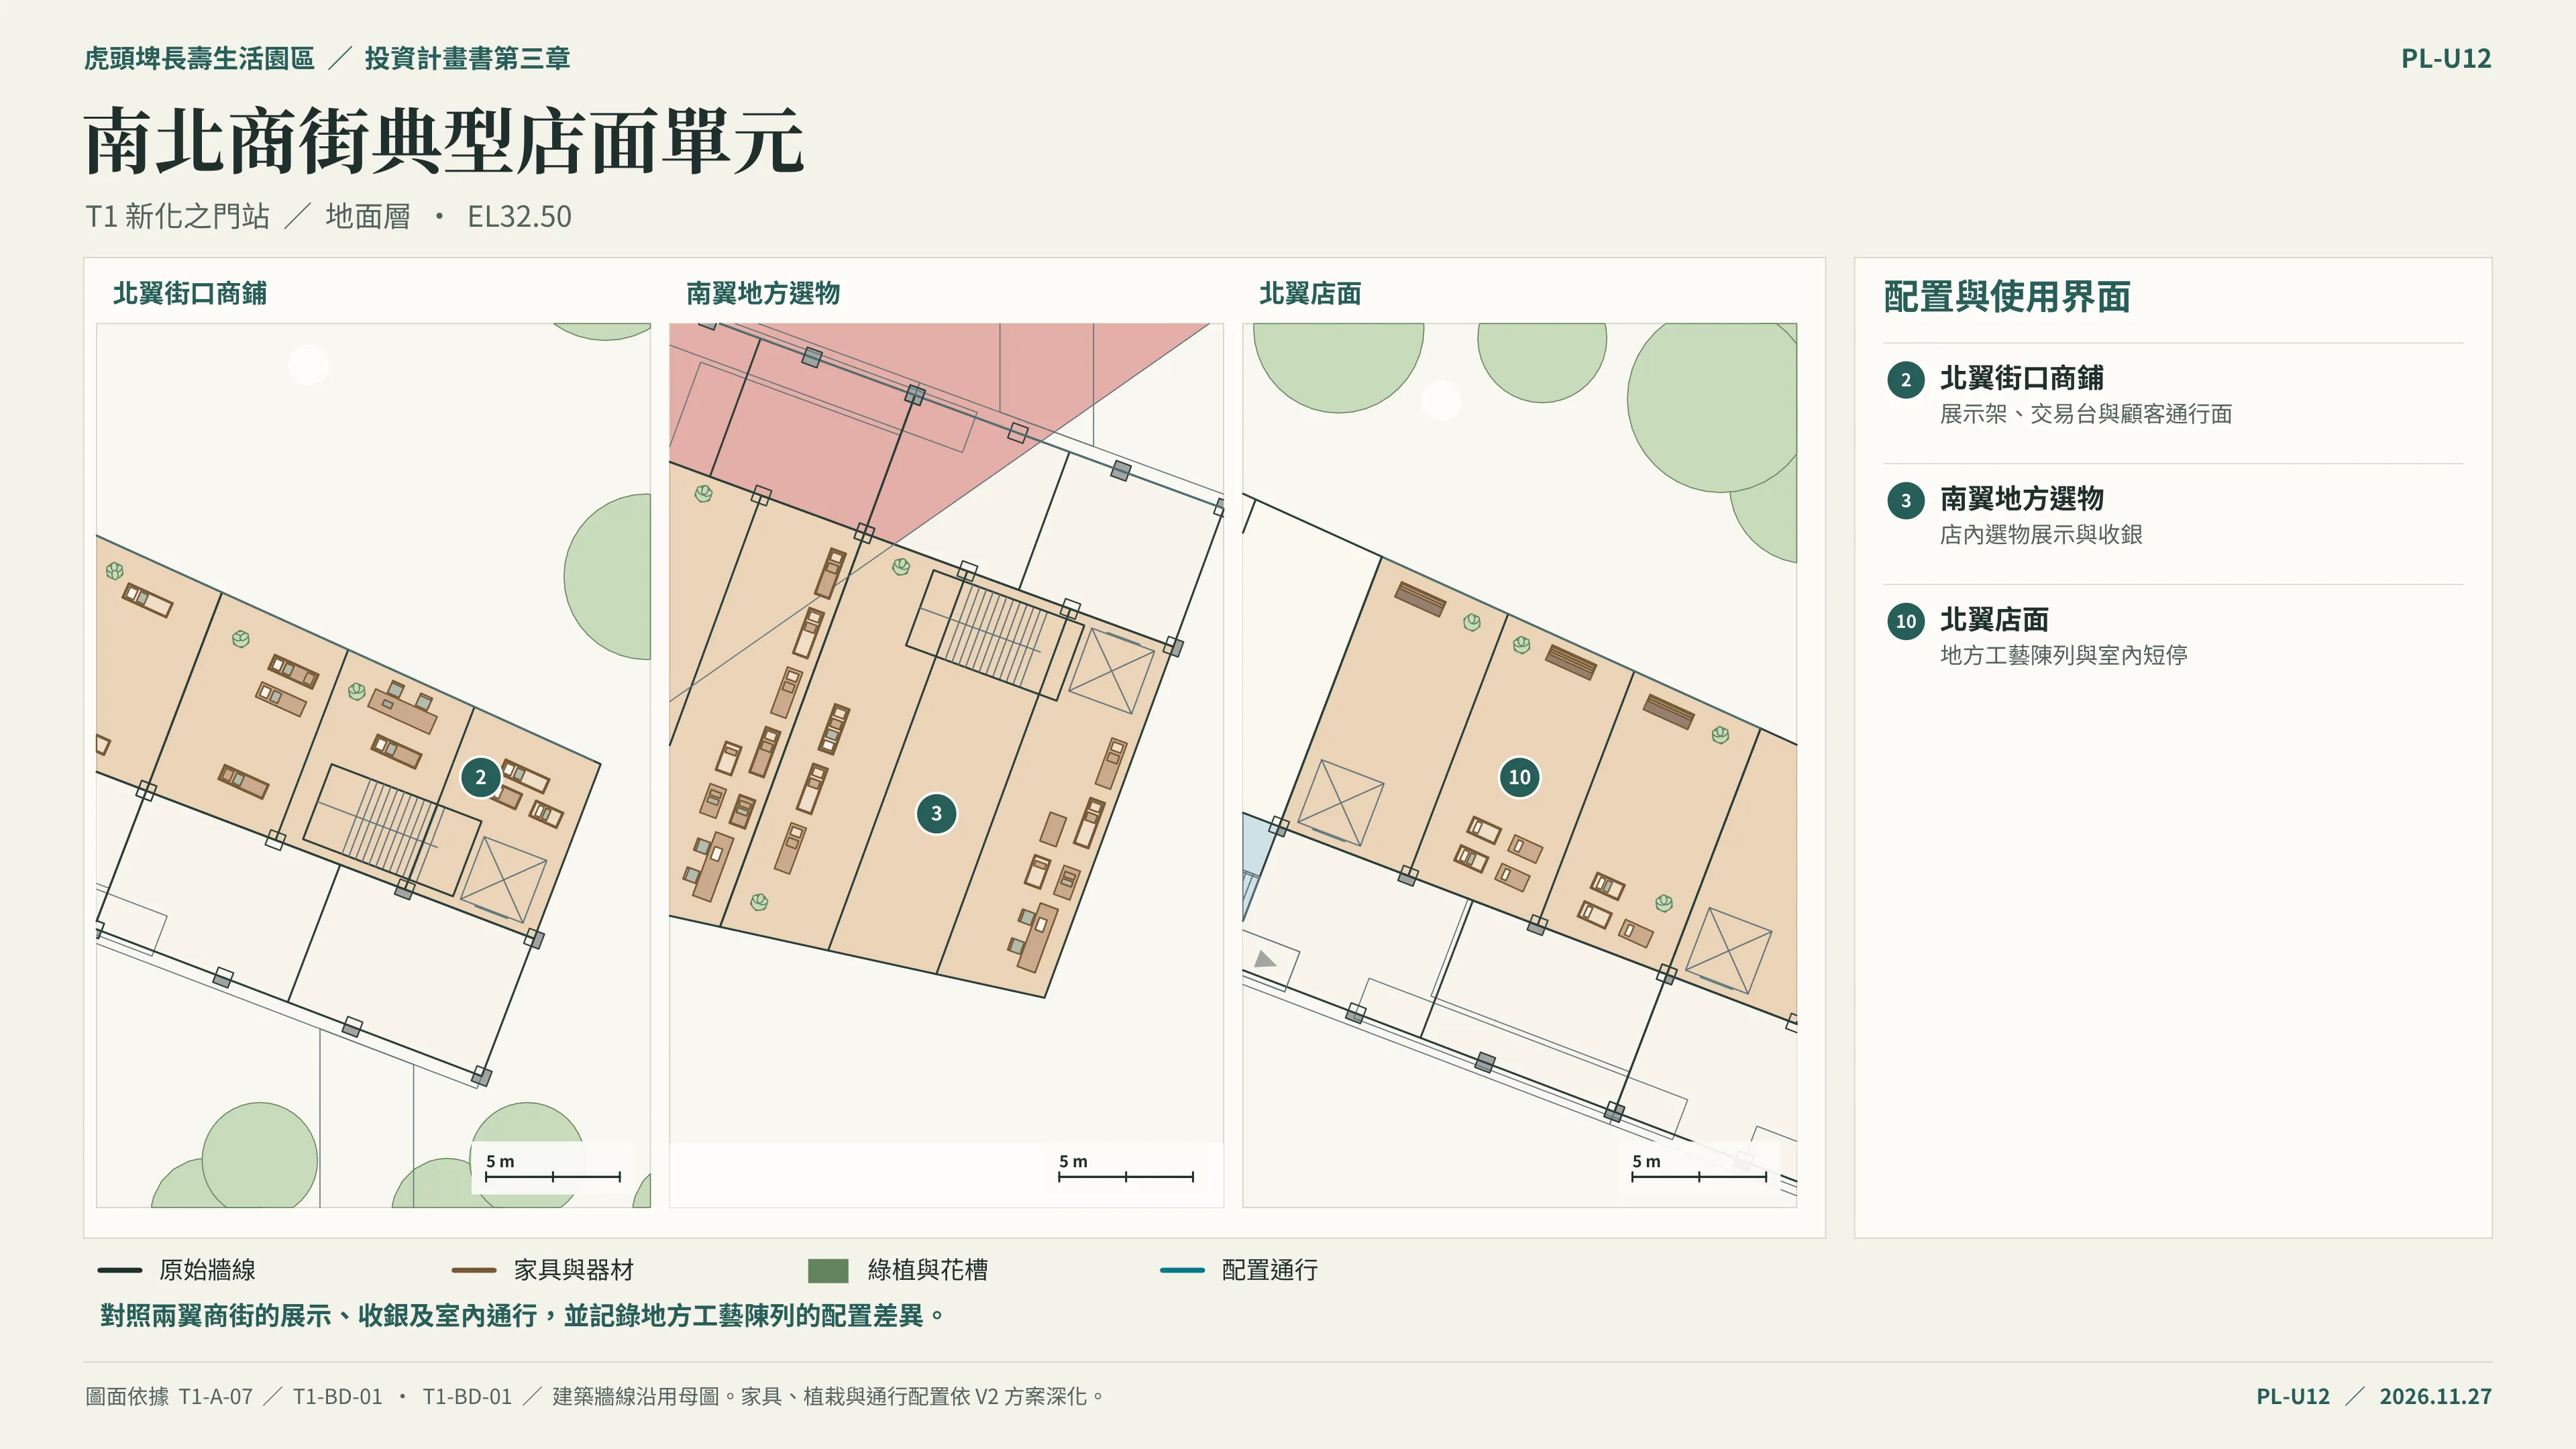 虎頭埤長壽生活園區 ／ 投資計畫書第三章
PL-U12
南北商街典型店面單元
T1 新化之門站 ／ 地面層 ・ EL32.50
北翼街口商鋪
南翼地方選物
北翼店面
2
3
10
5 m
5 m
5 m
配置與使用界面
2 北翼街口商鋪
展示架、交易台與顧客通行面
3 南翼地方選物
店內選物展示與收銀
10 北翼店面
地方工藝陳列與室內短停
原始牆線
家具與器材
綠植與花槽
配置通行
對照兩翼商街的展示、收銀及室內通行，並記錄地方工藝陳列的配置差異。
圖面依據 T1-A-07 ／ T1-BD-01 ・ T1-BD-01 ／ 建築牆線沿用母圖。家具、植栽與通行配置依 V2 方案深化。
PL-U12 ／ 2026.11.27